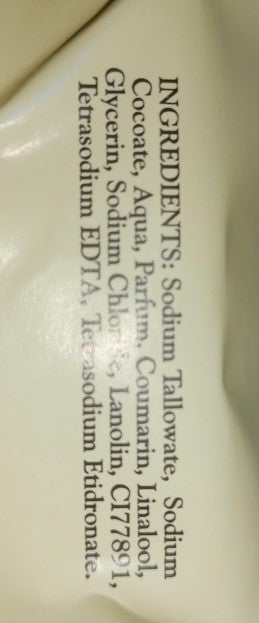 INGREDIENTS: Sodium Tallowate, Sodium
Cocoate, Aqua, Parfum, Coumarin, Linalool,
Glycerin, Sodium Chloride, Lanolin, CI77891,
Tetrasodium EDTA, Tetrasodium Etidronate.